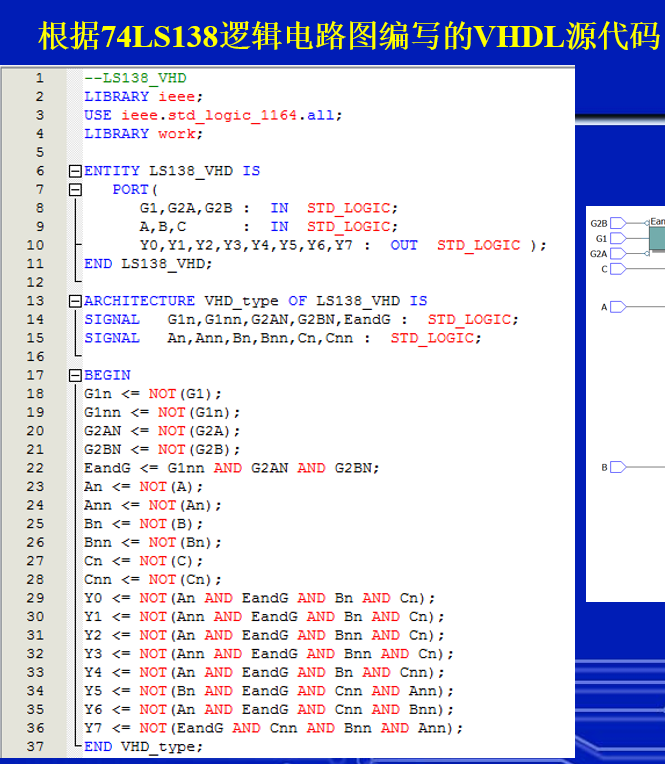 根据74LS138逻辑电路图编写的VHDL源代码
1 --LS138_VHD
2 LIBRARY ieee;
3 USE ieee.std_logic_1164.all;
4 LIBRARY work;
5
6 ENTITY LS138_VHD IS
7 PORT(
8 G1,G2A,G2B : IN STD_LOGIC;
9 A,B,C : IN STD_LOGIC;
10 Y0,Y1,Y2,Y3,Y4,Y5,Y6,Y7 : OUT STD_LOGIC );
11 END LS138_VHD;
12
13 ARCHITECTURE VHD_type OF LS138_VHD IS
14 SIGNAL G1n,G1nn,G2AN,G2BN,EandG : STD_LOGIC;
15 SIGNAL An,Ann,Bn,Bnn,Cn,Cnn : STD_LOGIC;
16
17 BEGIN
18 G1n <= NOT(G1);
19 G1nn <= NOT(G1n);
20 G2AN <= NOT(G2A);
21 G2BN <= NOT(G2B);
22 EandG <= G1nn AND G2AN AND G2BN;
23 An <= NOT(A);
24 Ann <= NOT(An);
25 Bn <= NOT(B);
26 Bnn <= NOT(Bn);
27 Cn <= NOT(C);
28 Cnn <= NOT(Cn);
29 Y0 <= NOT(An AND EandG AND Bn AND Cn);
30 Y1 <= NOT(Ann AND EandG AND Bn AND Cn);
31 Y2 <= NOT(An AND EandG AND Bnn AND Cn);
32 Y3 <= NOT(Ann AND EandG AND Bnn AND Cn);
33 Y4 <= NOT(An AND EandG AND Bn AND Cnn);
34 Y5 <= NOT(Bn AND EandG AND Cnn AND Ann);
35 Y6 <= NOT(An AND EandG AND Cnn AND Bnn);
36 Y7 <= NOT(EandG AND Cnn AND Bnn AND Ann);
37 END VHD_type;
G2B
G1
G2A
C
A
B